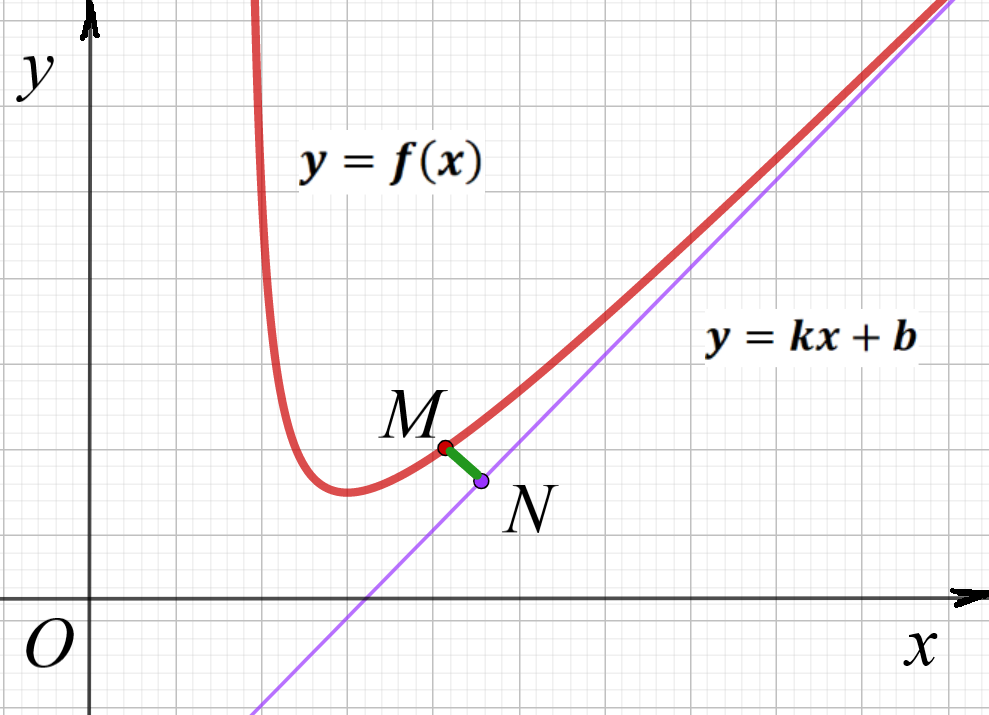 y
y = f(x)
y = kx + b
M
N
O
x